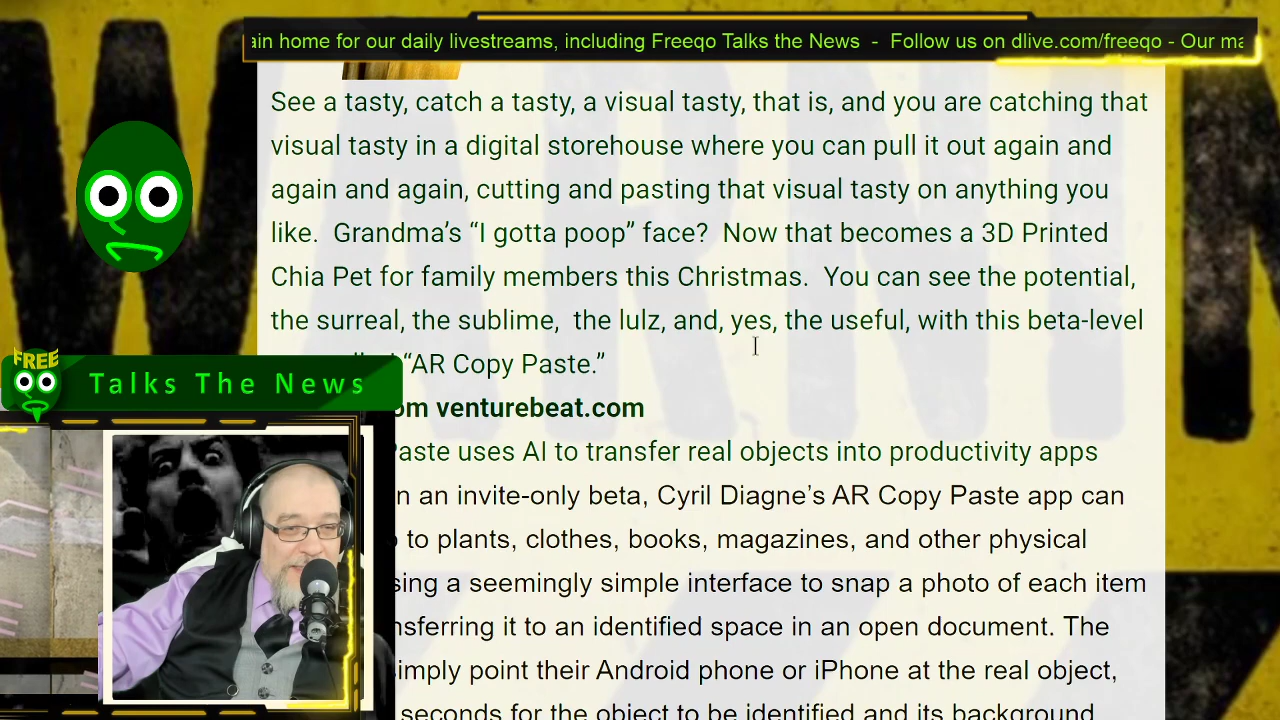 ain home for our daily livestreams, including Freeqo Talks the News - Follow us on dlive.com/freeqo - Our ma
See a tasty, catch a tasty, a visual tasty, that is, and you are catching that
visual tasty in a digital storehouse where you can pull it out again and
again and again, cutting and pasting that visual tasty on anything you
like. Grandma’s “I gotta poop” face? Now that becomes a 3D Printed
Chia Pet for family members this Christmas. You can see the potential,
the surreal, the sublime, the lulz, and, yes, the useful, with this beta-level
“AR Copy Paste.”
FREE
Talks The News
om venturebeat.com
Paste uses AI to transfer real objects into productivity apps
n an invite-only beta, Cyril Diagne’s AR Copy Paste app can
to plants, clothes, books, magazines, and other physical
sing a seemingly simple interface to snap a photo of each item
nsferring it to an identified space in an open document. The
simply point their Android phone or iPhone at the real object,
seconds for the object to be identified and its background